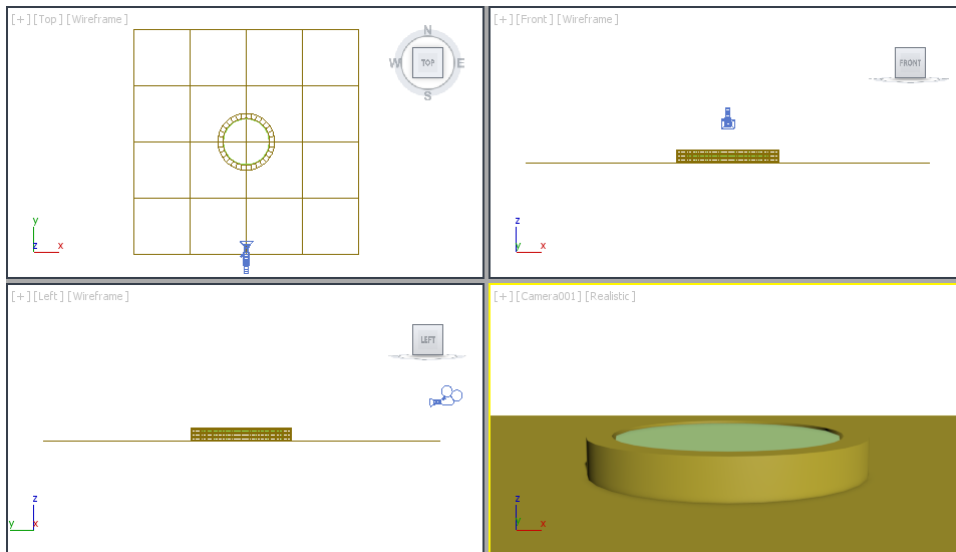 [+] [Top] [Wireframe]
N
W TOP E
S
y
z x
[+] [Front] [Wireframe]
FRONT
z
y x
[+] [Left] [Wireframe]
LEFT
z
y x
[+] [Camera001] [Realistic]
z
y x